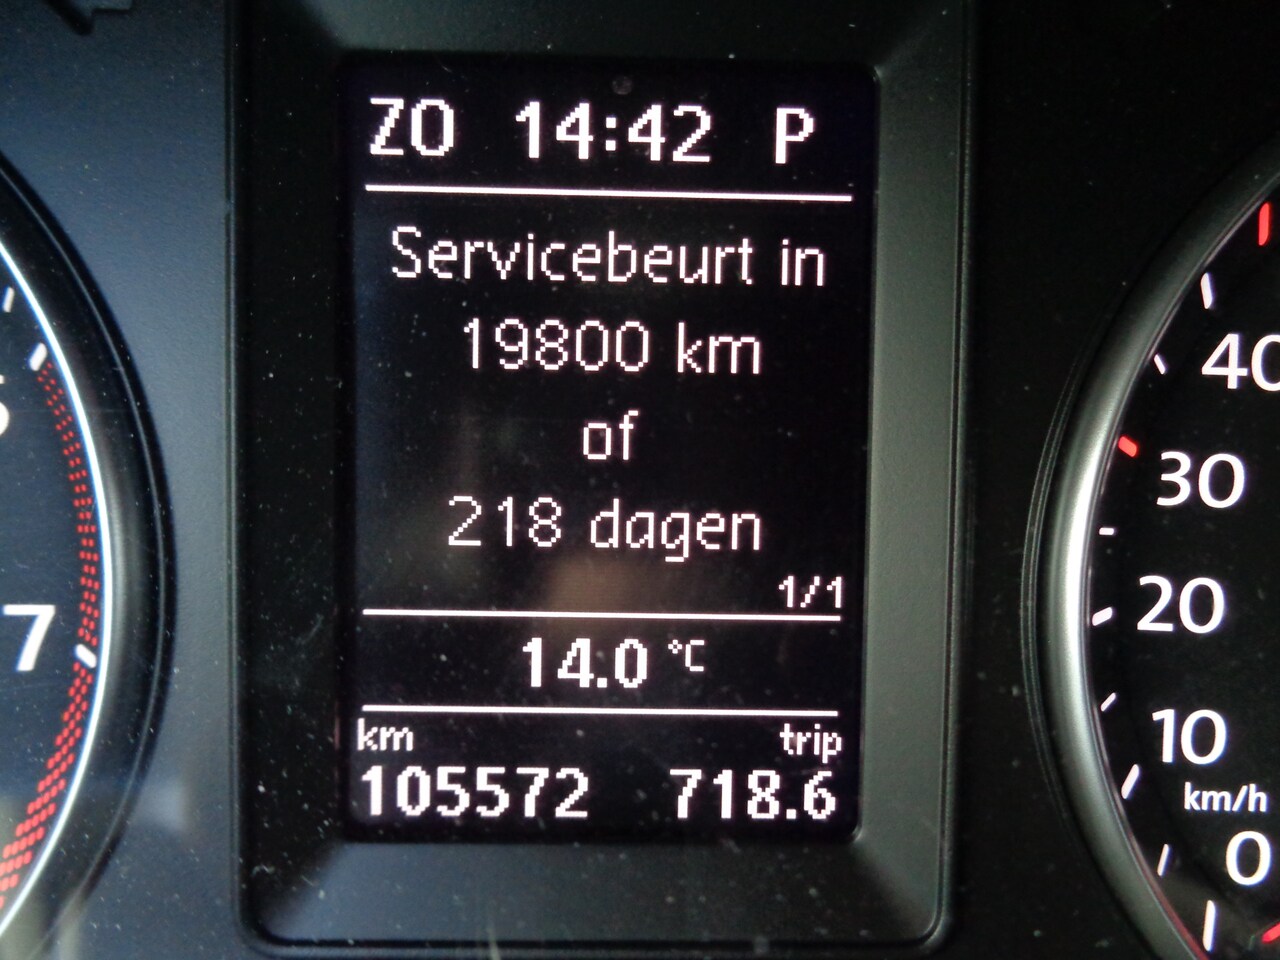 ZO 14:42 P
Servicebeurt in
19800 km
of
218 dagen
1/1
14.0 °C
km trip
105572 718.6
7
40
30
20
10
km/h
0